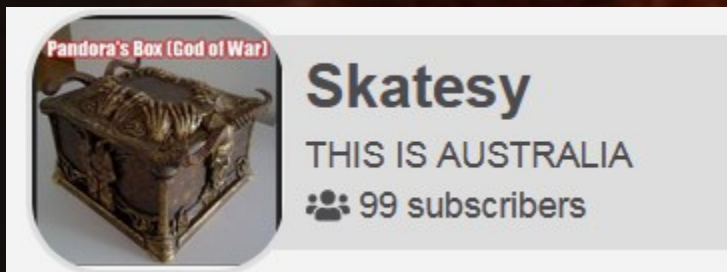 Pandora's Box (God of War)
Skatesy
THIS IS AUSTRALIA
99 subscribers